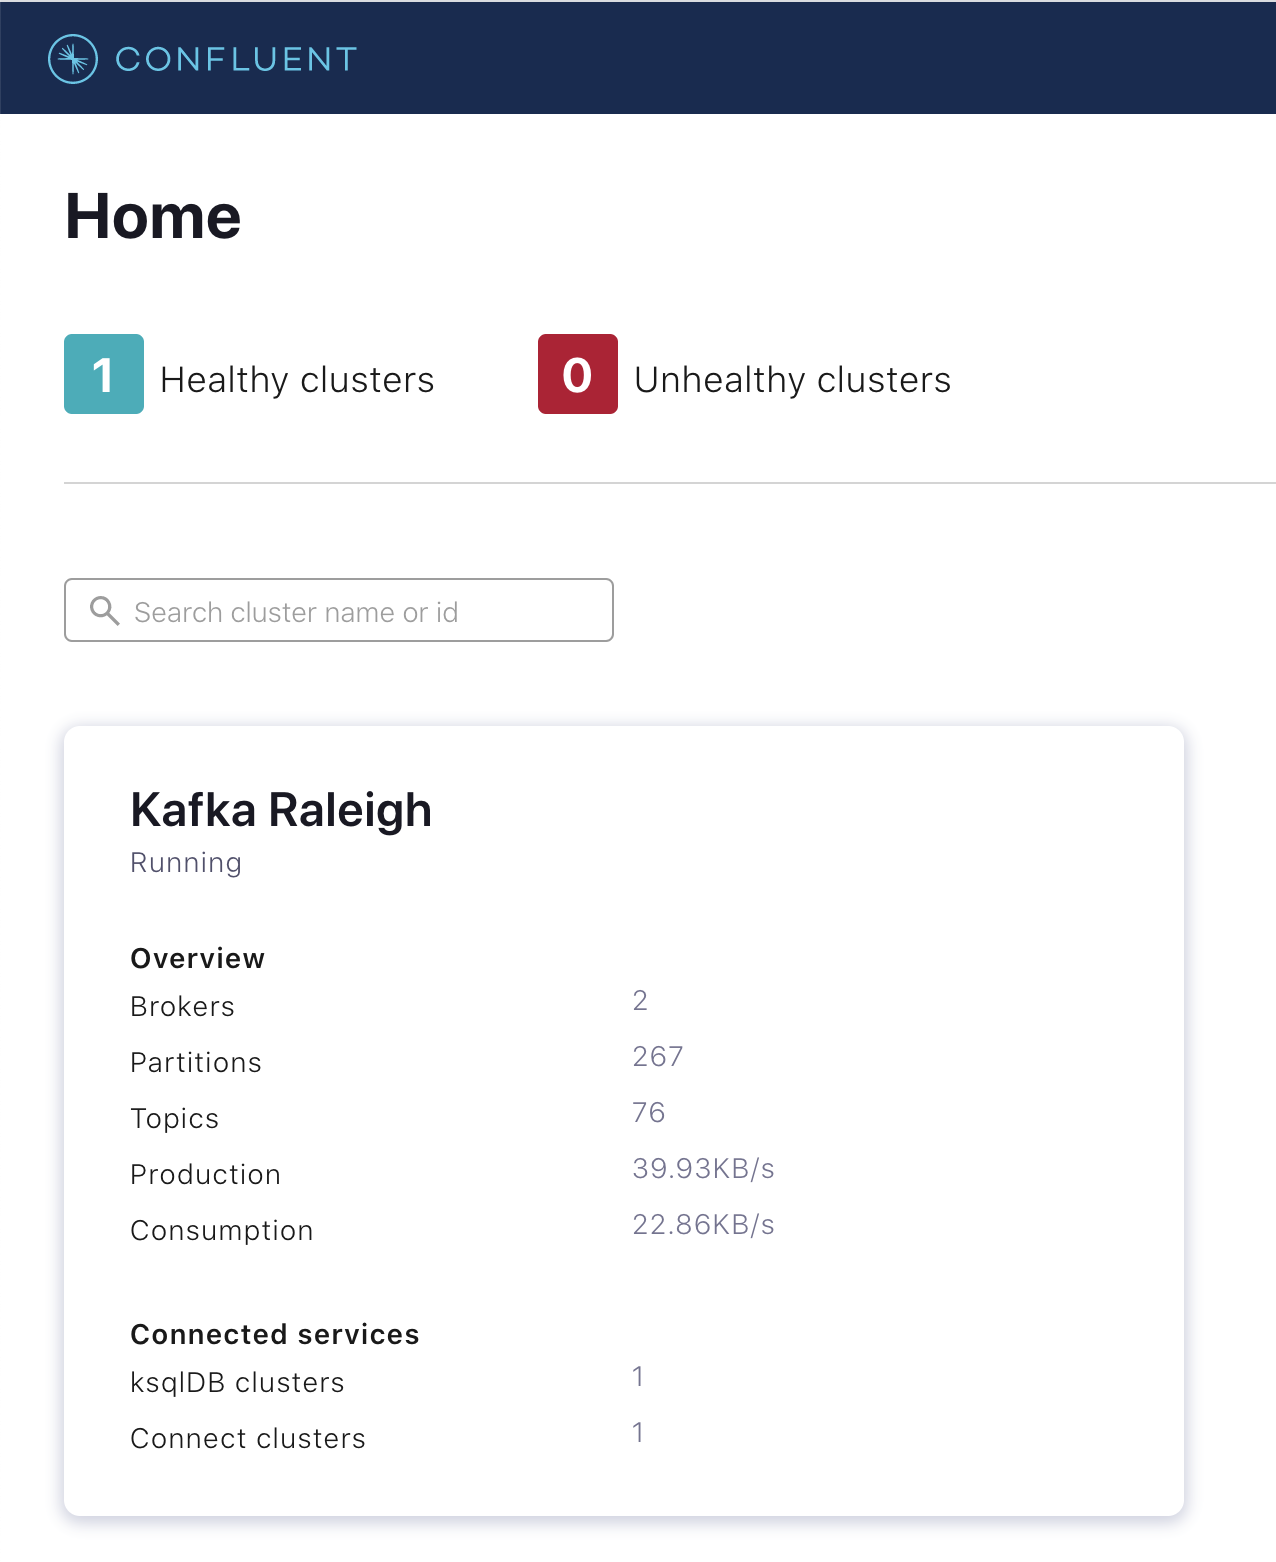 CONFLUENT
Home
1 Healthy clusters 0 Unhealthy clusters
Search cluster name or id
Kafka Raleigh
Running
Overview
Brokers 2
Partitions 267
Topics 76
Production 39.93KB/s
Consumption 22.86KB/s
Connected services
ksqlDB clusters 1
Connect clusters 1